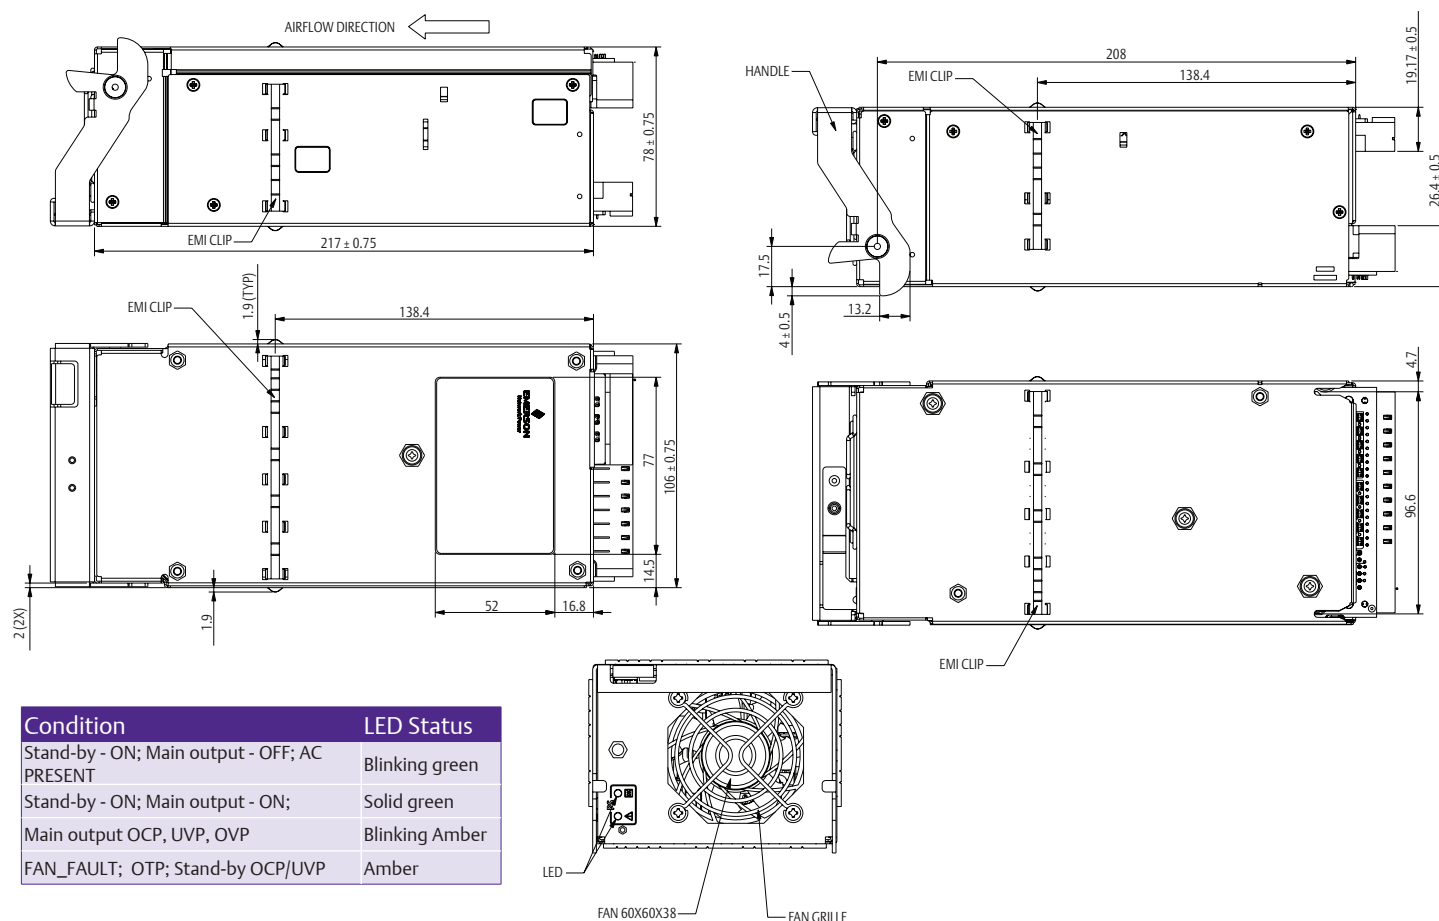 AIRFLOW DIRECTION
EMI CLIP
217 ± 0.75
78 ± 0.75
HANDLE
EMI CLIP
208
138.4
19.17 ± 0.5
26.4 ± 0.5
17.5
4 ± 0.5
13.2
EMI CLIP
1.9 (TYP)
138.4
EMERSON
Network Power
77
106 ± 0.75
14.5
52
16.8
2 (2X)
1.9
4.7
96.6
EMI CLIP
Condition LED Status
Stand-by - ON; Main output - OFF; AC
PRESENT Blinking green
Stand-by - ON; Main output - ON; Solid green
Main output OCP, UVP, OVP Blinking Amber
FAN_FAULT; OTP; Stand-by OCP/UVP Amber
LED
FAN 60X60X38
FAN GRILLE